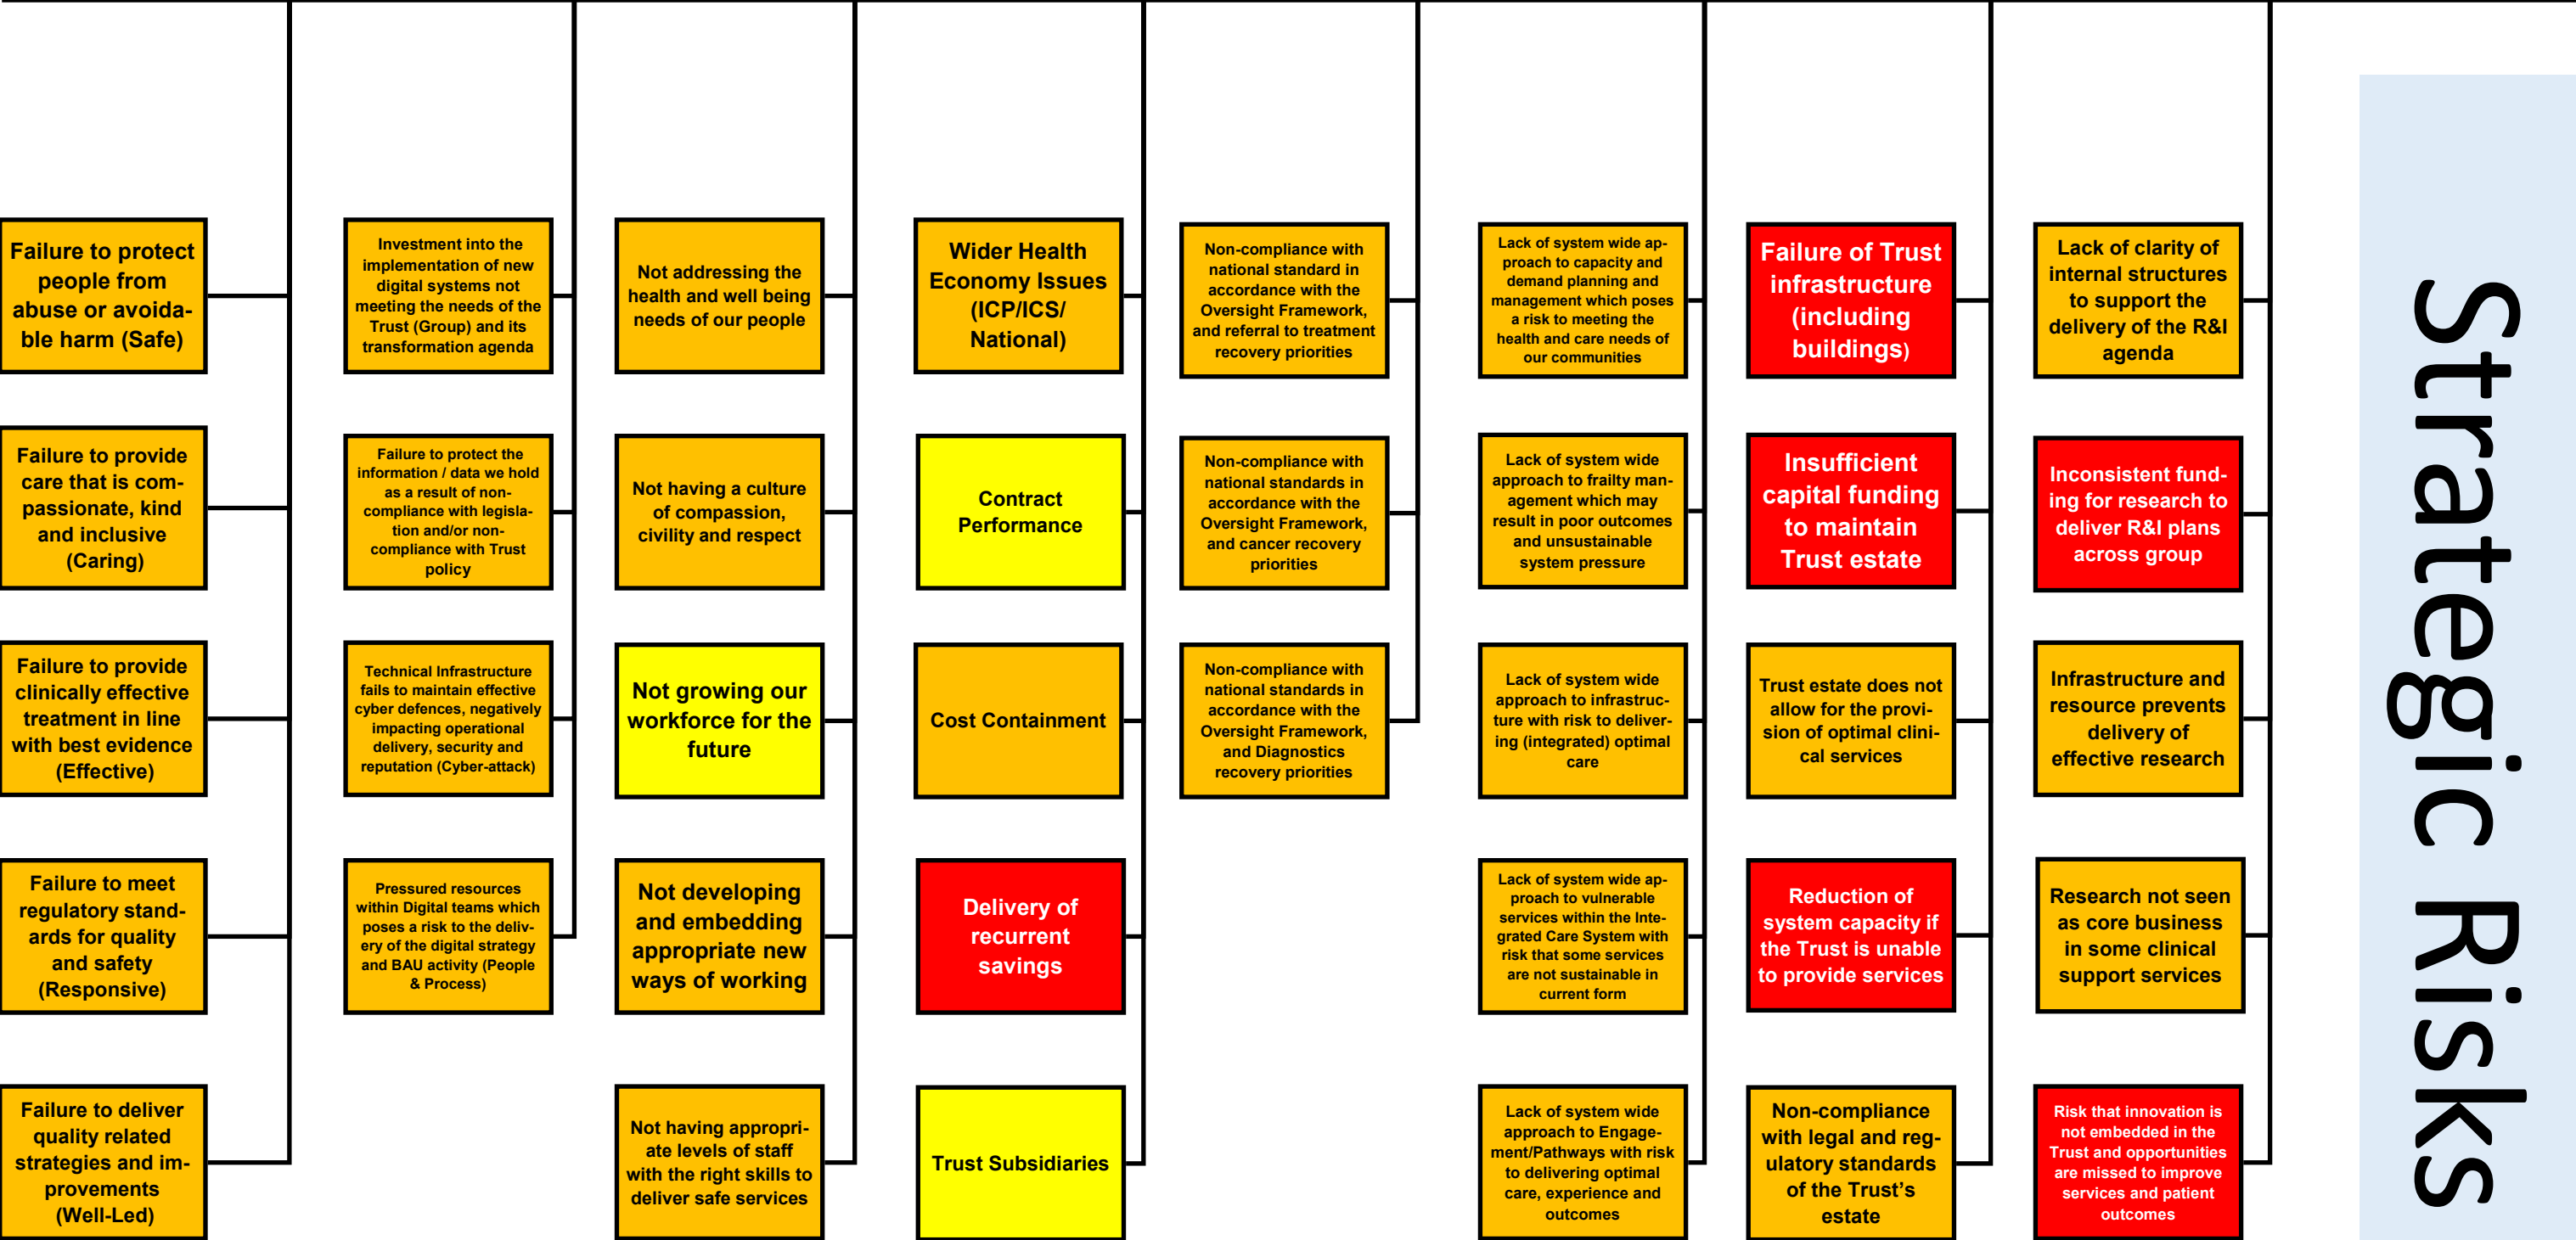 Failure to protect
people from
abuse or avoida-
ble harm (Safe)
Failure to provide
care that is com-
passionate, kind
and inclusive
(Caring)
Failure to provide
clinically effective
treatment in line
with best evidence
(Effective)
Failure to meet
regulatory stand-
ards for quality
and safety
(Responsive)
Failure to deliver
quality related
strategies and im-
provements
(Well-Led)
Investment into the
implementation of new
digital systems not
meeting the needs of the
Trust (Group) and its
transformation agenda
Failure to protect the
information / data we hold
as a result of non-
compliance with legisla-
tion and/or non-
compliance with Trust
policy
Technical Infrastructure
fails to maintain effective
cyber defences, negatively
impacting operational
delivery, security and
reputation (Cyber-attack)
Pressured resources
within Digital teams which
poses a risk to the deliv-
ery of the digital strategy
and BAU activity (People
& Process)
Not addressing the
health and well being
needs of our people
Not having a culture
of compassion,
civility and respect
Not growing our
workforce for the
future
Not developing
and embedding
appropriate new
ways of working
Not having appropri-
ate levels of staff
with the right skills to
deliver safe services
Wider Health
Economy Issues
(ICP/ICS/
National)
Contract
Performance
Cost Containment
Delivery of
recurrent
savings
Trust Subsidiaries
Non-compliance with
national standard in
accordance with the
Oversight Framework,
and referral to treatment
recovery priorities
Non-compliance with
national standards in
accordance with the
Oversight Framework,
and cancer recovery
priorities
Non-compliance with
national standards in
accordance with the
Oversight Framework,
and Diagnostics
recovery priorities
Lack of system wide ap-
proach to capacity and
demand planning and
management which poses
a risk to meeting the
health and care needs of
our communities
Lack of system wide
approach to frailty man-
agement which may
result in poor outcomes
and unsustainable
system pressure
Lack of system wide
approach to infrastruc-
ture with risk to deliver-
ing (integrated) optimal
care
Lack of system wide ap-
proach to vulnerable
services within the Inte-
grated Care System with
risk that some services
are not sustainable in
current form
Lack of system wide
approach to Engage-
ment/Pathways with risk
to delivering optimal
care, experience and
outcomes
Failure of Trust
infrastructure
(including
buildings)
Insufficient
capital funding
to maintain
Trust estate
Trust estate does not
allow for the provi-
sion of optimal clini-
cal services
Reduction of
system capacity if
the Trust is unable
to provide services
Non-compliance
with legal and reg-
ulatory standards
of the Trust’s
estate
Lack of clarity of
internal structures
to support the
delivery of the R&I
agenda
Inconsistent fund-
ing for research to
deliver R&I plans
across group
Infrastructure and
resource prevents
delivery of
effective research
Research not seen
as core business
in some clinical
support services
Risk that innovation is
not embedded in the
Trust and opportunities
are missed to improve
services and patient
outcomes
Strategic Risks